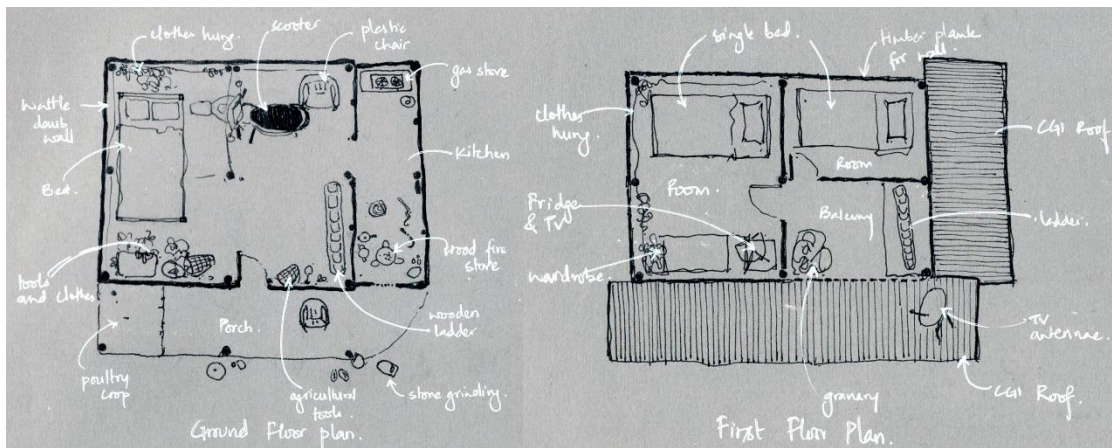 clothes hung.
scooter
plastic
chair
gas stove
wattle
daub
wall
Kitchen
Bed.
tools
and clothes
wood fire
stove
Porch.
wooden
ladder
poultry
crop
agricultural
tools.
stone grinding.
Ground Floor plan.
single bed.
timber planks
for wall.
clothes
hung.
CGI Roof
Room
Room.
Fridge
& TV
Balcony
ladder.
wardrobe.
TV
antennae.
granary
CGI Roof.
First Floor Plan.